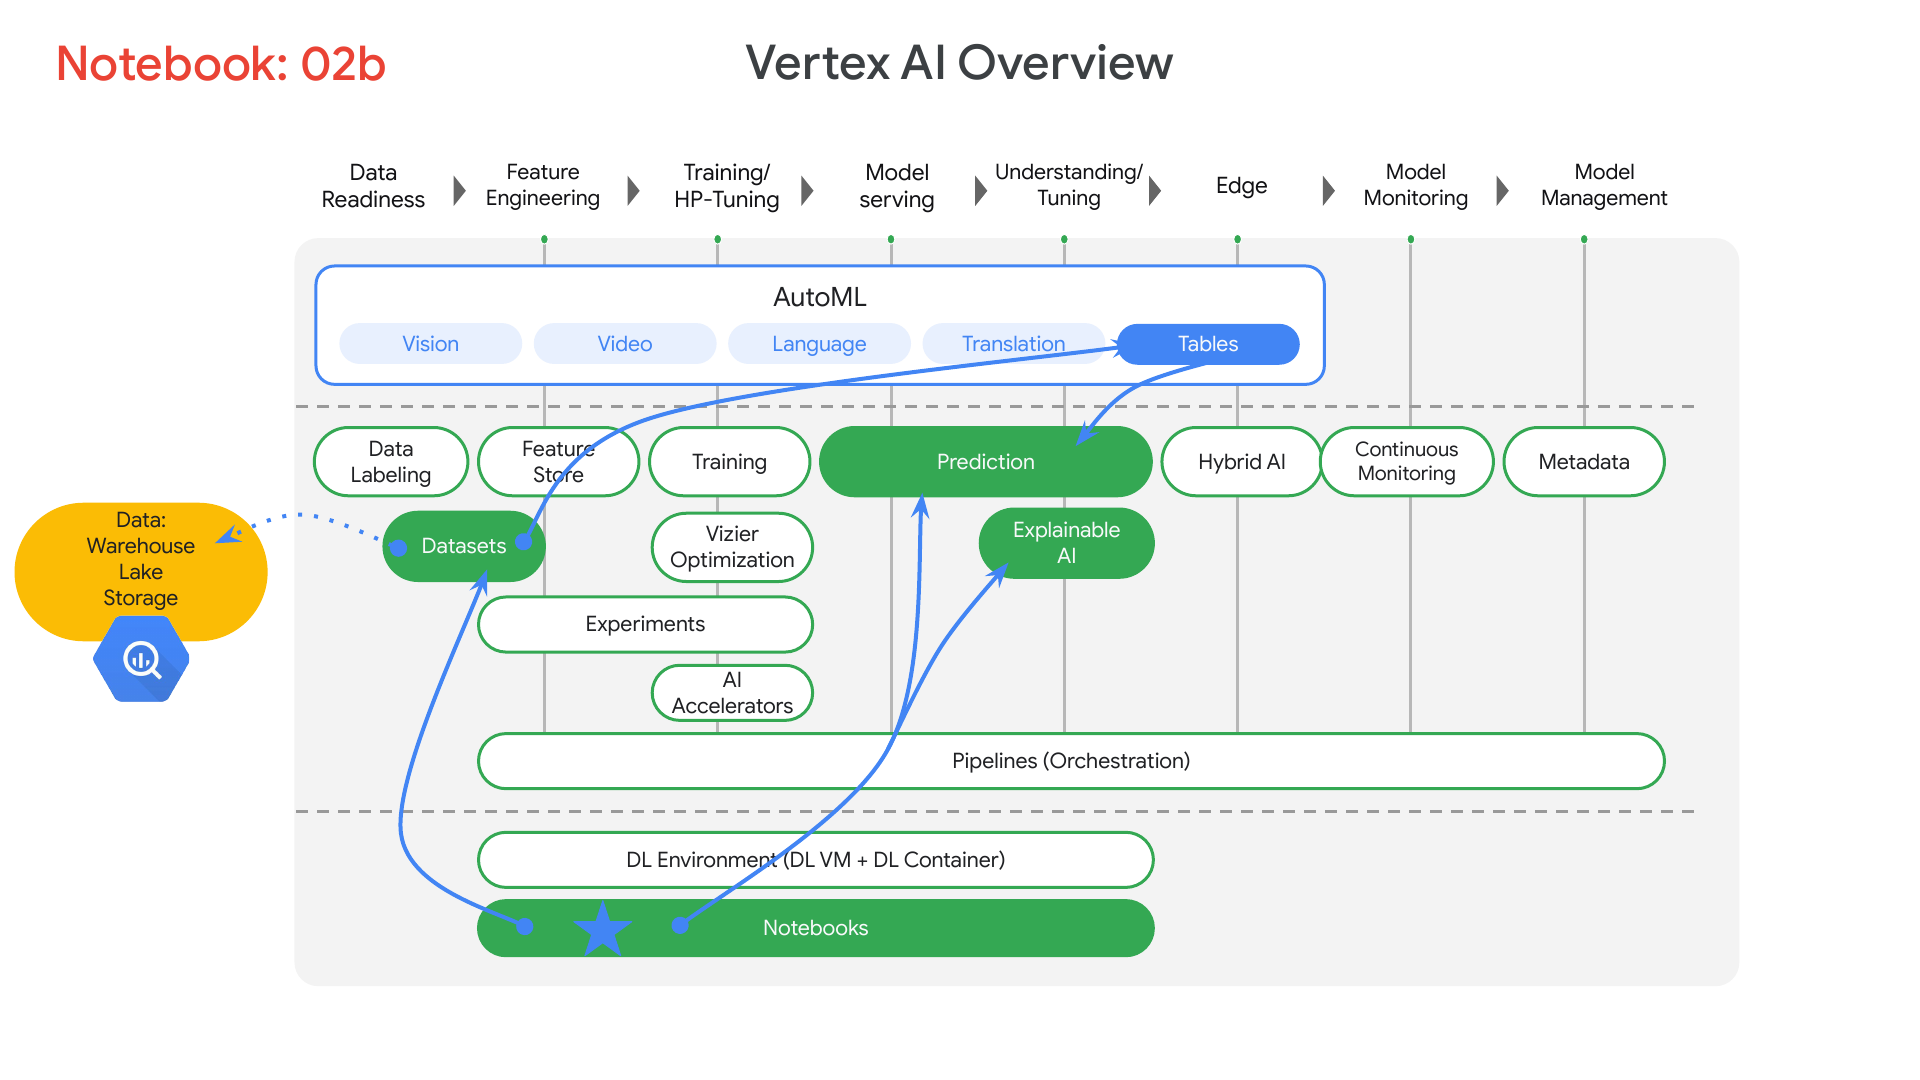 Notebook: 02b
Vertex AI Overview
Data
Readiness
Feature
Engineering
Training/
HP-Tuning
Model
serving
Understanding/
Tuning
Edge
Model
Monitoring
Model
Management
AutoML
Vision
Video
Language
Translation
Tables
Data
Labeling
Feature
Store
Training
Prediction
Hybrid AI
Continuous
Monitoring
Metadata
Data:
Warehouse
Lake
Storage
Datasets
Vizier
Optimization
Explainable
AI
Experiments
AI
Accelerators
Pipelines (Orchestration)
DL Environment (DL VM + DL Container)
Notebooks